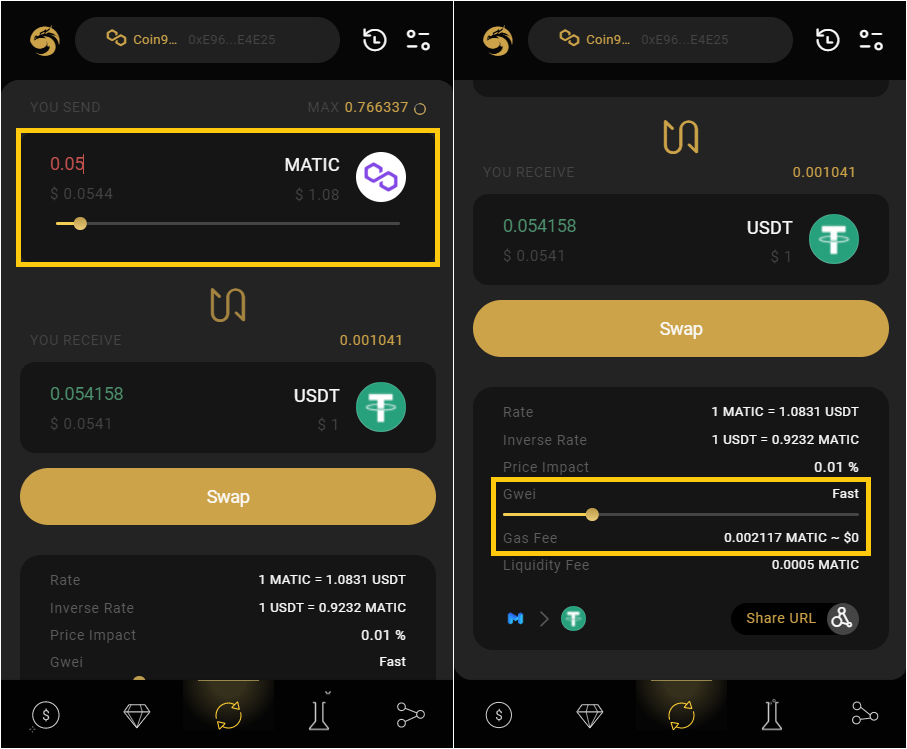 Coin9... 0xE96...E4E25
YOU SEND MAX 0.766337
0.05 MATIC
$ 0.0544 $ 1.08
YOU RECEIVE 0.001041
0.054158 USDT
$ 0.0541 $ 1
Swap
Rate 1 MATIC = 1.0831 USDT
Inverse Rate 1 USDT = 0.9232 MATIC
Price Impact 0.01 %
Gwei Fast
$
Coin9... 0xE96...E4E25
YOU RECEIVE 0.001041
0.054158 USDT
$ 0.0541 $ 1
Swap
Rate 1 MATIC = 1.0831 USDT
Inverse Rate 1 USDT = 0.9232 MATIC
Price Impact 0.01 %
Gwei Fast
Gas Fee 0.002117 MATIC ~ $0
Liquidity Fee 0.0005 MATIC
Share URL
$